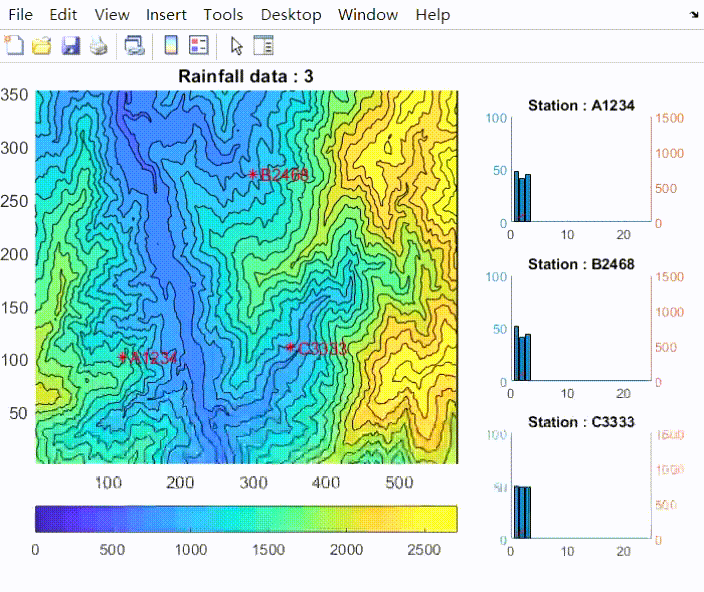 File Edit View Insert Tools Desktop Window Help
Rainfall data : 3
350
300
250
200
150
100
50
100 200 300 400 500
B2468
A1234
C3333
0 500 1000 1500 2000 2500
Station : A1234
100
50
0
1500
1000
500
0
0 10 20
Station : B2468
100
50
0
1500
1000
500
0
0 10 20
Station : C3333
100
50
0
1500
1000
500
0
0 10 20